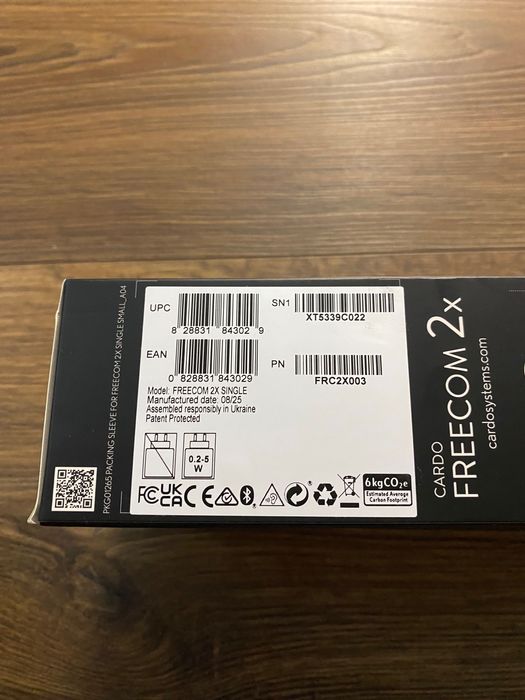 UPC
8 28831 84302 9
SN1
XT5339C022
EAN
0 828831 843029
PN
FRC2X003
Model: FREECOM 2X SINGLE
Manufactured date: 08/25
Assembled responsibly in Ukraine
Patent Protected
0.2-5
W
FC UK CA CE
6kgCO2e
Estimated Average
Carbon Footprint
PKG01265 PACKING SLEEVE FOR FREECOM 2X SINGLE SMALL_A04
CARDO
FREECOM 2x
cardosystems.com